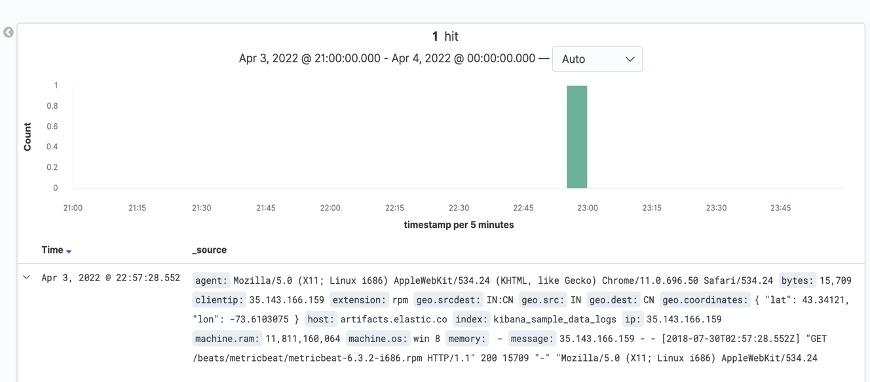 1 hit
Apr 3, 2022 @ 21:00:00.000 - Apr 4, 2022 @ 00:00:00.000 — Auto
Count
1
0.8
0.6
0.4
0.2
0
21:00 21:15 21:30 21:45 22:00 22:15 22:30 22:45 23:00 23:15 23:30 23:45
timestamp per 5 minutes
Time _source
Apr 3, 2022 @ 22:57:28.552 agent: Mozilla/5.0 (X11; Linux i686) AppleWebKit/534.24 (KHTML, like Gecko) Chrome/11.0.696.50 Safari/534.24 bytes: 15,709
clientip: 35.143.166.159 extension: rpm geo.srcdest: IN:CN geo.src: IN geo.dest: CN geo.coordinates: { "lat": 43.34121,
"lon": -73.6103075 } host: artifacts.elastic.co index: kibana_sample_data_logs ip: 35.143.166.159
machine.ram: 11,811,160,064 machine.os: win 8 memory: - message: 35.143.166.159 - - [2018-07-30T02:57:28.552Z] "GET
/beats/metricbeat/metricbeat-6.3.2-i686.rpm HTTP/1.1" 200 15709 "-" "Mozilla/5.0 (X11; Linux i686) AppleWebKit/534.24